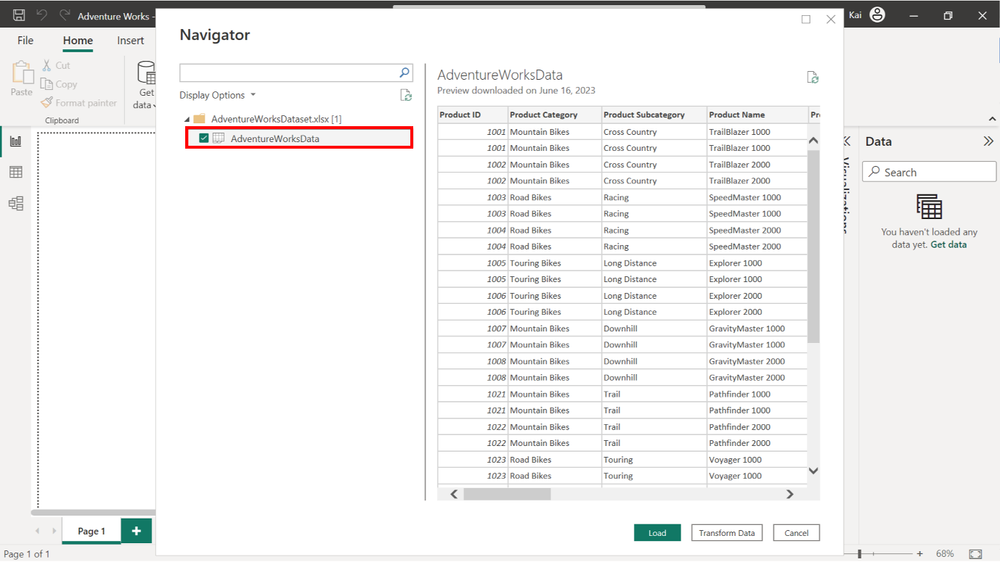 Adventure Works -
Kai
File Home Insert
Paste
Cut
Copy
Format painter
Clipboard
Get
data
Navigator
Display Options
AdventureWorksDataset.xlsx [1]
AdventureWorksData
AdventureWorksData
Preview downloaded on June 16, 2023
Product ID Product Category Product Subcategory Product Name Pr
1001 Mountain Bikes Cross Country TrailBlazer 1000
1001 Mountain Bikes Cross Country TrailBlazer 1000
1002 Mountain Bikes Cross Country TrailBlazer 2000
1002 Mountain Bikes Cross Country TrailBlazer 2000
1003 Road Bikes Racing SpeedMaster 1000
1003 Road Bikes Racing SpeedMaster 1000
1004 Road Bikes Racing SpeedMaster 2000
1004 Road Bikes Racing SpeedMaster 2000
1005 Touring Bikes Long Distance Explorer 1000
1005 Touring Bikes Long Distance Explorer 1000
1006 Touring Bikes Long Distance Explorer 2000
1006 Touring Bikes Long Distance Explorer 2000
1007 Mountain Bikes Downhill GravityMaster 1000
1007 Mountain Bikes Downhill GravityMaster 1000
1008 Mountain Bikes Downhill GravityMaster 2000
1008 Mountain Bikes Downhill GravityMaster 2000
1021 Mountain Bikes Trail Pathfinder 1000
1021 Mountain Bikes Trail Pathfinder 1000
1022 Mountain Bikes Trail Pathfinder 2000
1022 Mountain Bikes Trail Pathfinder 2000
1023 Road Bikes Touring Voyager 1000
1023 Road Bikes Touring Voyager 1000
Load Transform Data Cancel
Visualizations
Data
Search
You haven't loaded any
data yet. Get data
Page 1 +
Page 1 of 1
+ 68%